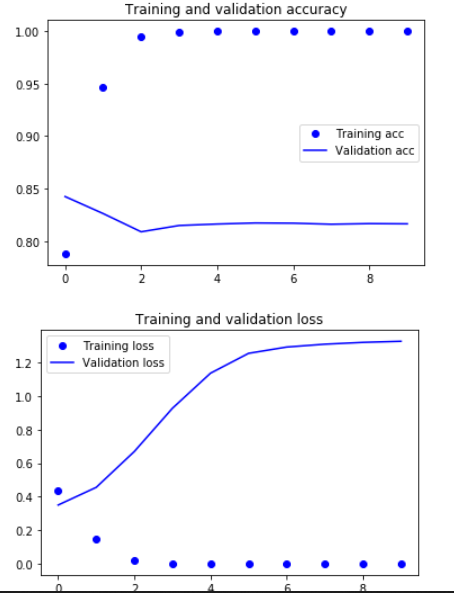 Training and validation accuracy
1.00
0.95
0.90
0.85
0.80
Training acc
Validation acc
0 2 4 6 8
Training and validation loss
Training loss
Validation loss
1.2
1.0
0.8
0.6
0.4
0.2
0.0
0 2 4 6 8